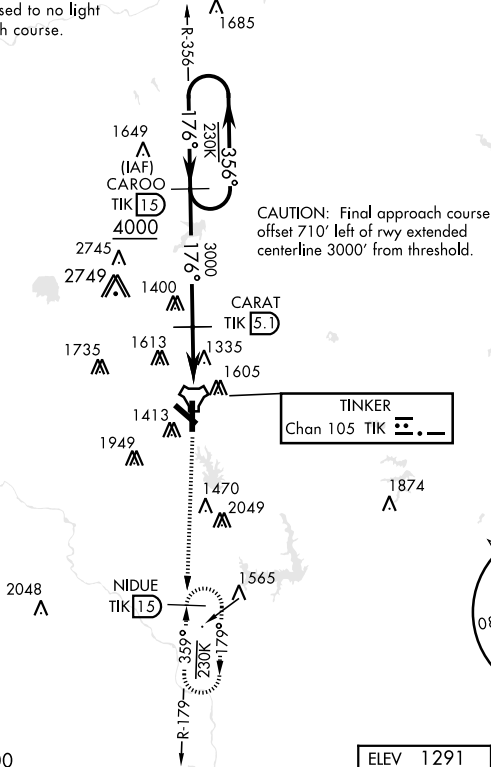 sed to no light
h course.
1685
R-356
176°
230K
356°
1649
(IAF)
CAROO
TIK 15
4000
CAUTION: Final approach course
offset 710' left of rwy extended
centerline 3000' from threshold.
2745
2749
176°
3000
1400
CARAT
TIK 5.1
1735
1613
1335
1605
TINKER
Chan 105 TIK
1413
1949
1470
2049
1874
NIDUE
TIK 15
1565
2048
359°
230K
179°
R-179
ELEV 1291